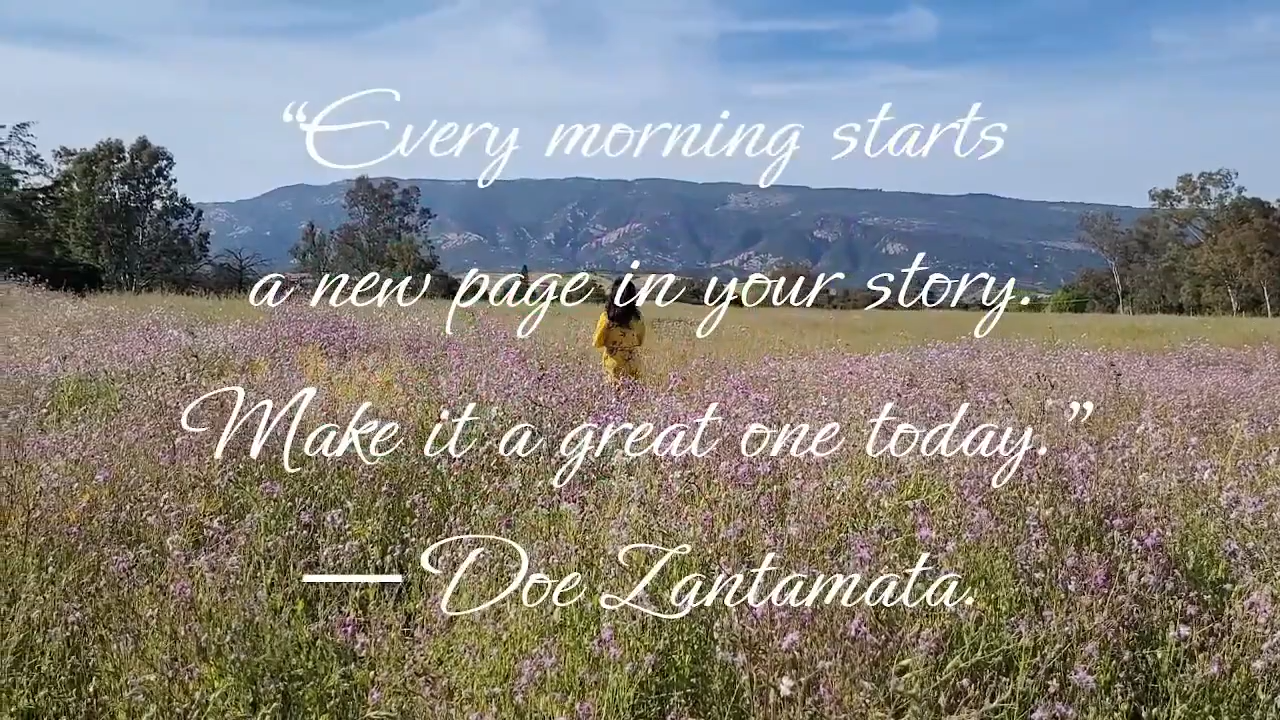 “Every morning starts
a new page in your story.
Make it a great one today.”
— Doe Zantamata.